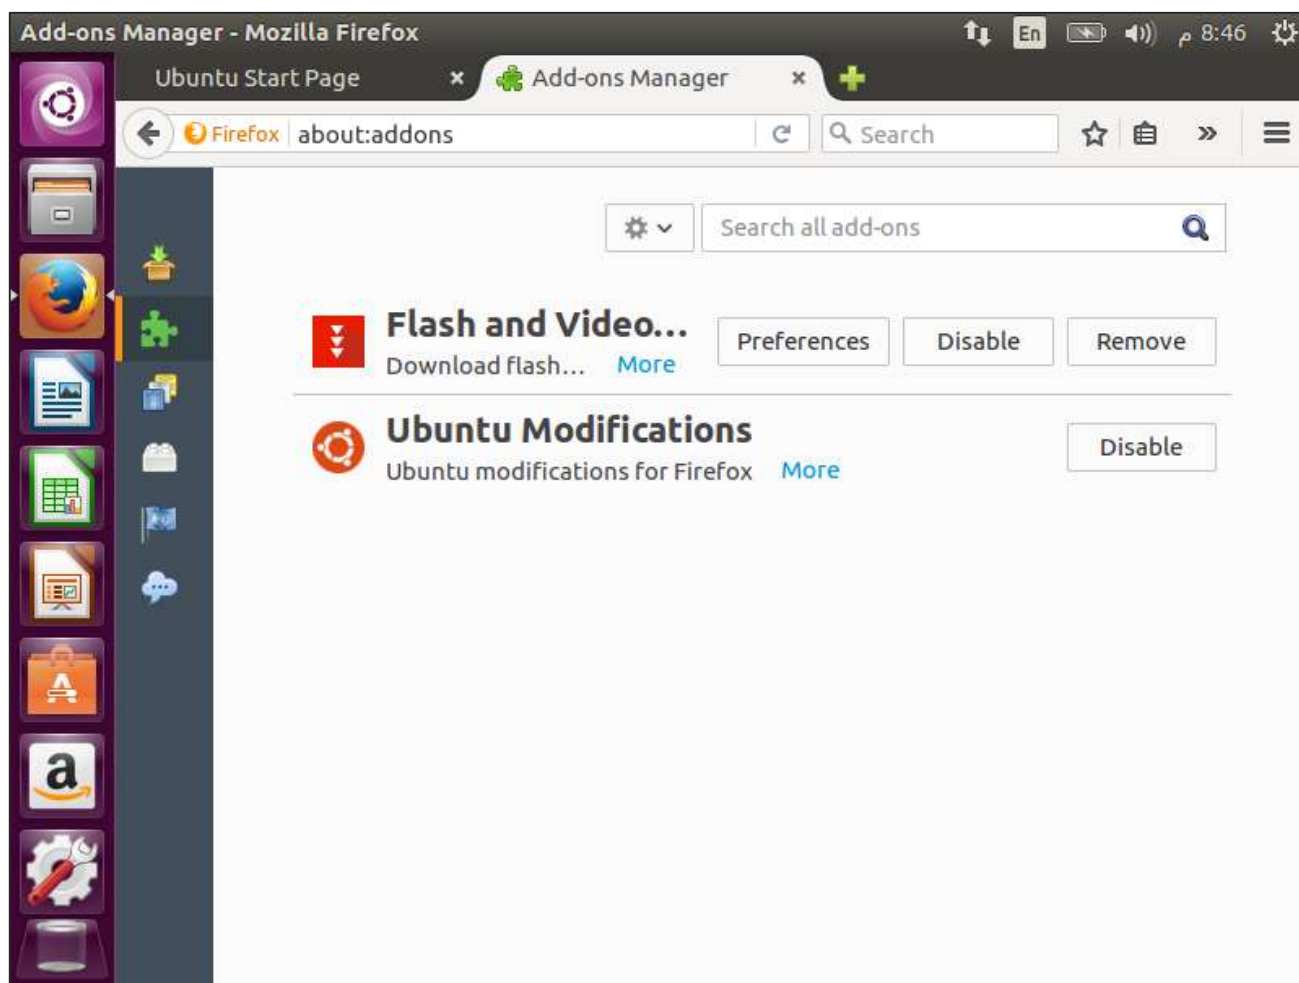 Add-ons Manager - Mozilla Firefox En م 8:46
Ubuntu Start Page Add-ons Manager
Firefox about:addons Search
Search all add-ons
Flash and Video...
Preferences Disable Remove
Download flash... More
Ubuntu Modifications
Disable
Ubuntu modifications for Firefox More
a